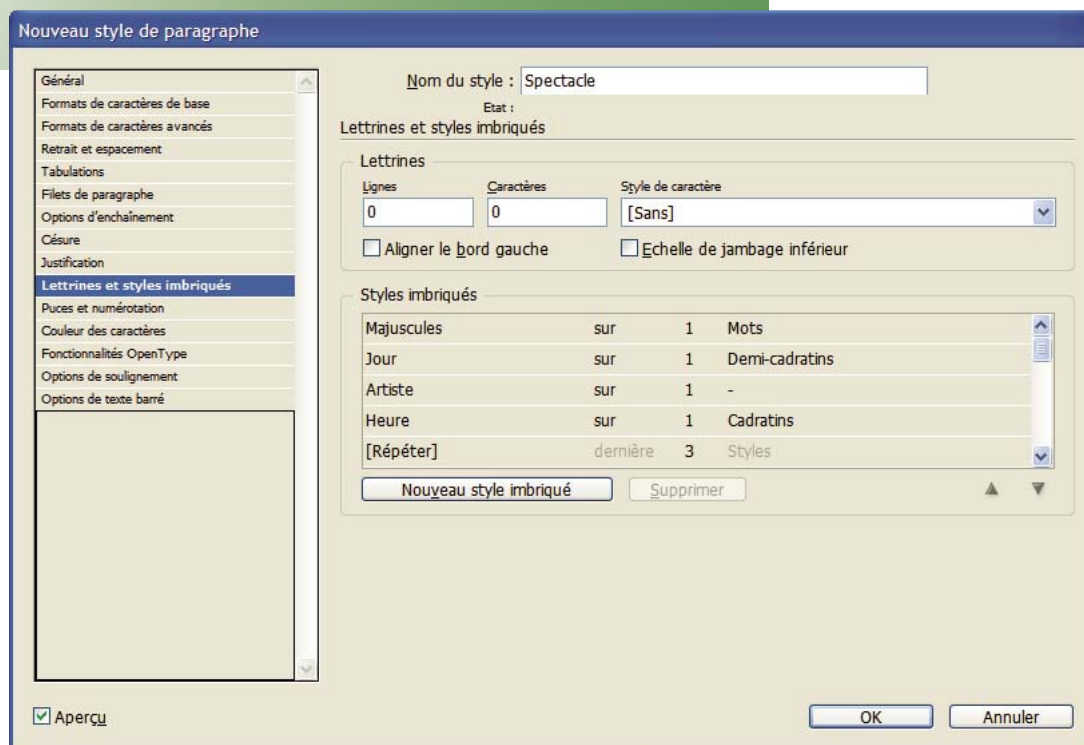 Nouveau style de paragraphe
Général
Formats de caractères de base
Formats de caractères avancés
Retrait et espacement
Tabulations
Filets de paragraphe
Options d'enchaînement
Césure
Justification
Lettrines et styles imbriqués
Puces et numérotation
Couleur des caractères
Fonctionnalités OpenType
Options de soulignement
Options de texte barré
Nom du style : Spectacle
Etat :
Lettrines et styles imbriqués
Lettrines
Lignes Caractères Style de caractère
0 0 [Sans]
Aligner le bord gauche Echelle de jambage inférieur
Styles imbriqués
Majuscules sur 1 Mots
Jour sur 1 Demi-cadratins
Artiste sur 1 -
Heure sur 1 Cadratins
[Répéter] dernière 3 Styles
Nouveau style imbriqué Supprimer
Aperçu OK Annuler